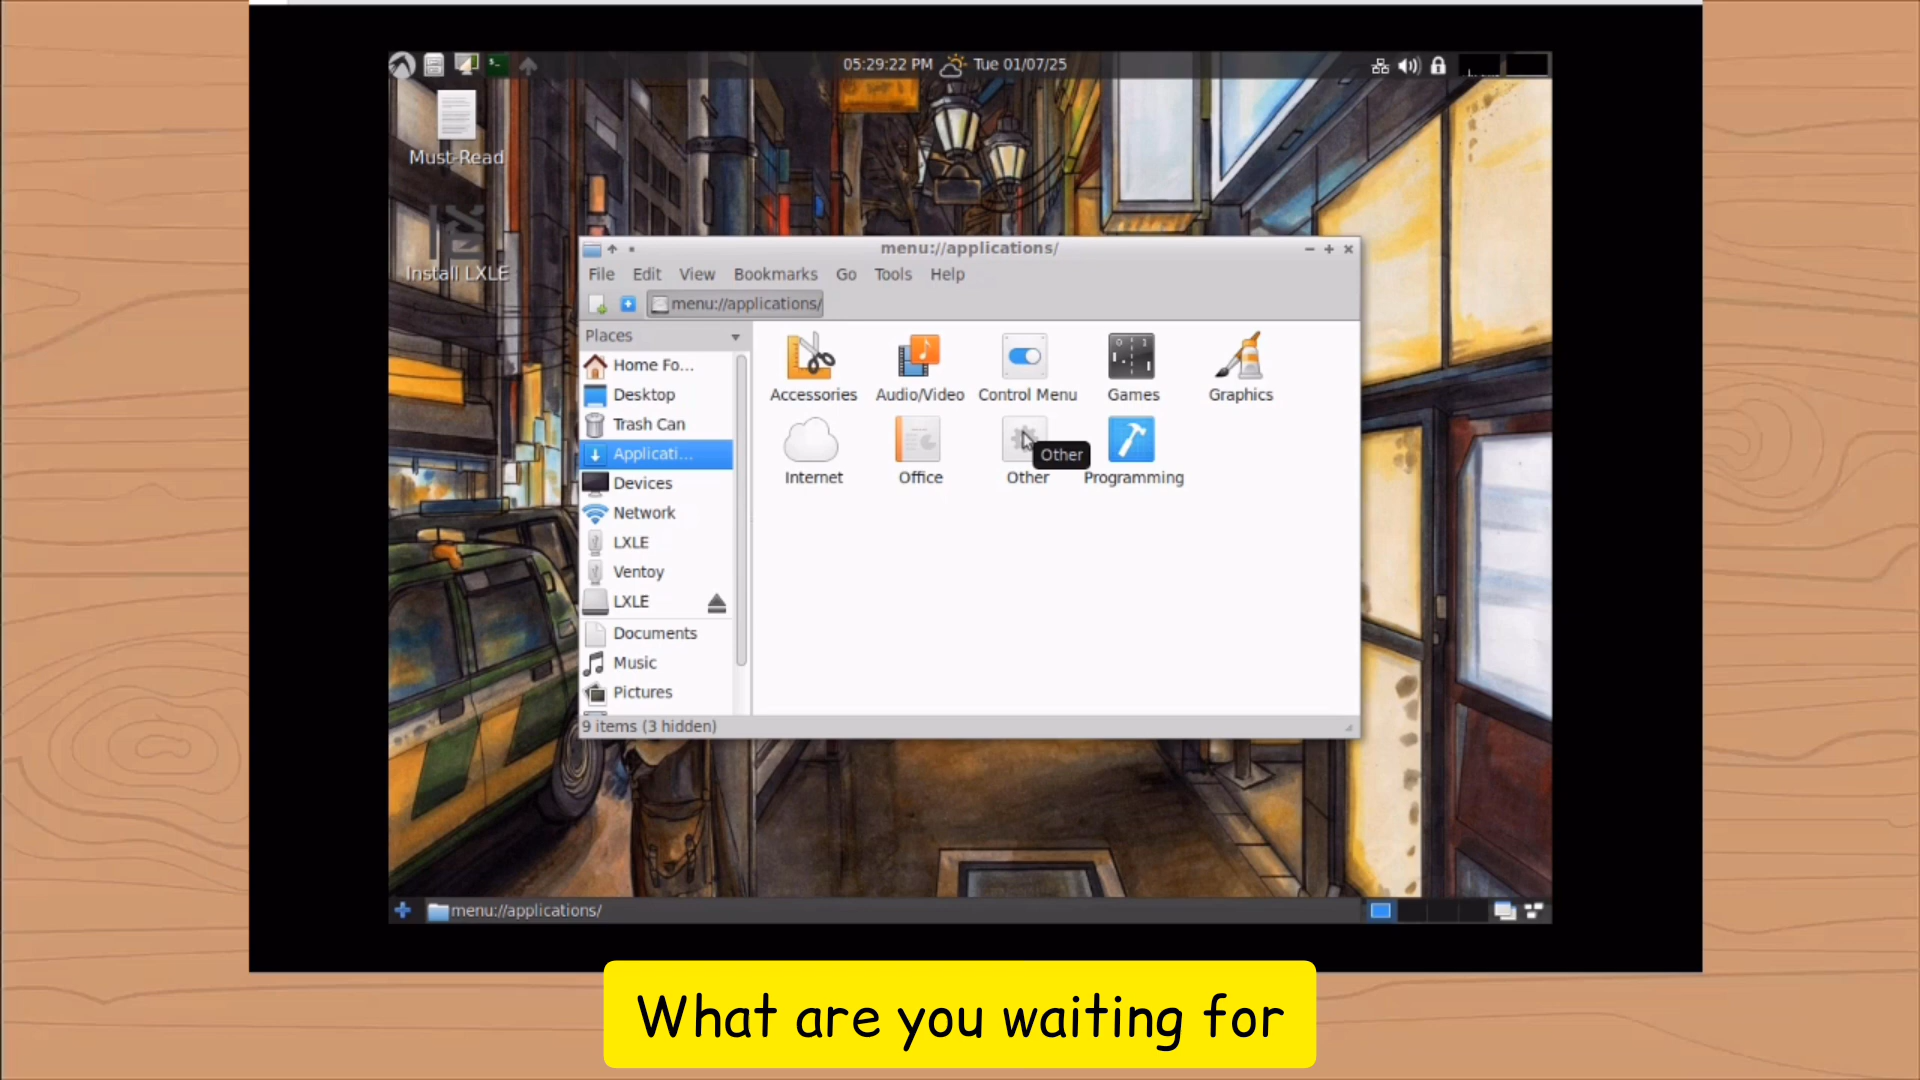 05:29:22 PM Tue 01/07/25
Must-Read
Install LXLE
menu://applications/
File Edit View Bookmarks Go Tools Help
menu://applications/
Places
Home Fo...
Desktop
Trash Can
Applicati...
Devices
Network
LXLE
Ventoy
LXLE
Documents
Music
Pictures
Accessories Audio/Video Control Menu Games Graphics
Internet Office Other Programming
Other
9 items (3 hidden)
menu://applications/
What are you waiting for